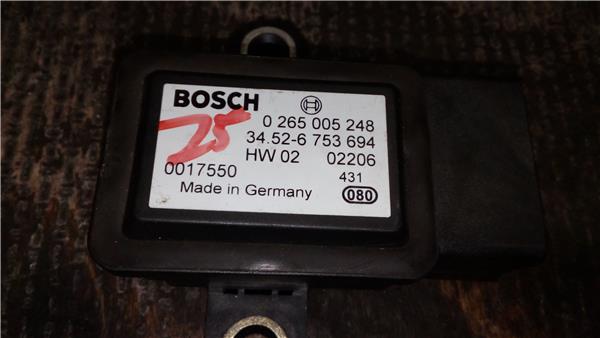 BOSCH
0 265 005 248
34.52-6 753 694
HW 02 02206
0017550 431
Made in Germany 080
25